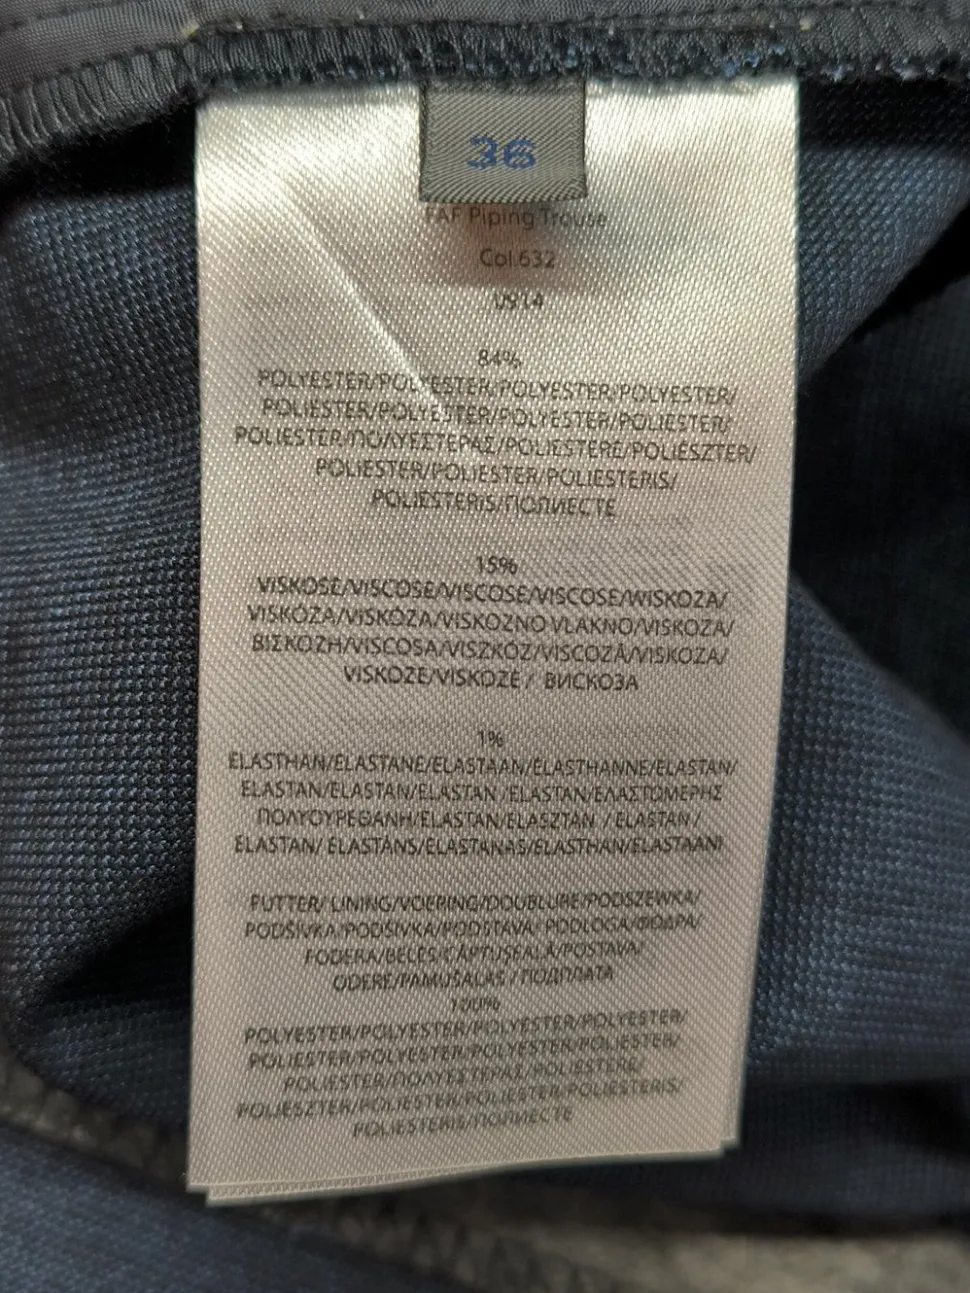 36
FAF Piping Trouse
Col 632
0914
84%
POLYESTER/POLYESTER/POLYESTER/POLYESTER/
POLIESTER/POLYESTER/POLYESTER/POLIESTER/
POLIESTER/ΠΟΛΥΕΣΤΕΡΑΣ/POLIESTERE/POLIÉSZTER/
POLIESTER/POLIESTER/POLIESTERIS/
POLIESTERIS/ПОЛИЕСТЕ
15%
VISKOSE/VISCOSE/VISCOSE/VISCOSE/WISKOZA/
VISKÓZA/VISKÓZA/VISKOZNO VLAKNO/VISKOZA/
ΒΙΣΚΟΖΗ/VISCOSA/VISZKÓZ/VISCOZĂ/VISKOZA/
VISKOZE/VISKOZĖ / ВИСКОЗА
1%
ELASTHAN/ELASTANE/ELASTAAN/ÉLASTHANNE/ELASTAN/
ELASTAN/ELASTAN/ELASTAN /ELASTAN/ΕΛΑΣΤΟΜΕΡΗΣ
ΠΟΛΥΟΥΡΕΘΑΝΗ/ELASTAN/ELASZTÁN / ELASTAN /
ELASTAN/ ELASTĀNS/ELASTANAS/ELASTHAN/ELASTAANI
FUTTER/ LINING/VOERING/DOUBLURE/PODSZEWKA/
PODŠÍVKA/PODŠÍVKA/PODSTAVA/ PODLOGA/ΦΟΔΡΑ/
FODERA/BÉLÉS/CĂPTUŞEALĂ/POSTAVA/
ODERE/PAMUŠALAS / ПОДПЛАТА
100%
POLYESTER/POLYESTER/POLYESTER/POLYESTER/
POLIESTER/POLYESTER/POLYESTER/POLIESTER/
POLIESTER/ΠΟΛΥΕΣΤΕΡΑΣ /POLIESTERE/
POLIÉSZTER/POLIESTER/POLIESTER/POLIESTERIS/
POLIESTERIS/ПОЛИЕСТЕ